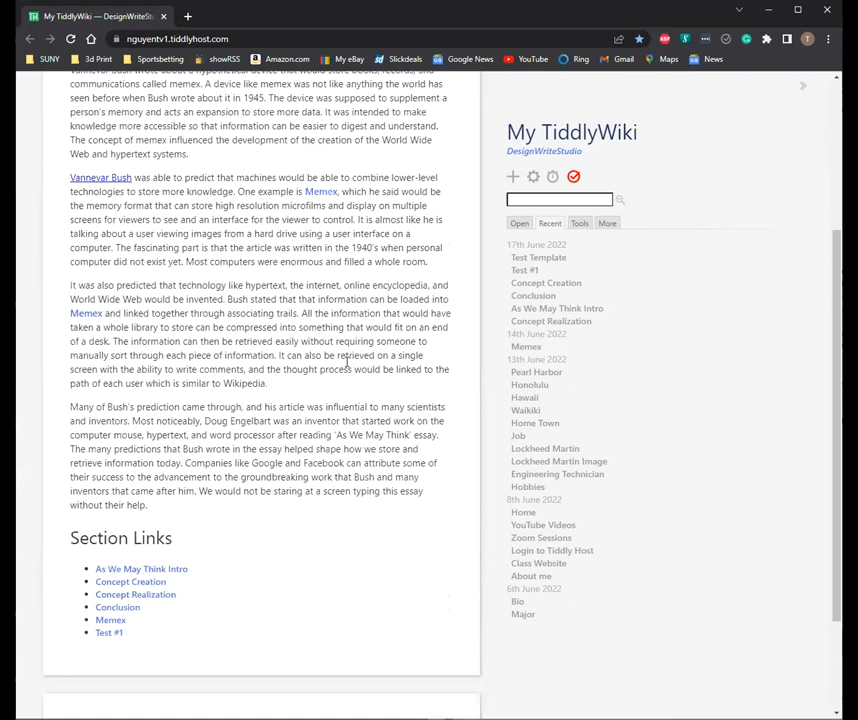 My TiddlyWiki — DesignWriteStu
nguyentv1.tiddlyhost.com
T
SUNY
3d Print
Sportsbetting
showRSS
Amazon.com
My eBay
Slickdeals
Google News
YouTube
Ring
Gmail
Maps
News
Vannevar Bush wrote about a hypothetical device that would store books, records, and
communications called memex. A device like memex was not like anything the world has
seen before when Bush wrote about it in 1945. The device was supposed to supplement a
person's memory and acts an expansion to store more data. It was intended to make
knowledge more accessible so that information can be easier to digest and understand.
The concept of memex influenced the development of the creation of the World Wide
Web and hypertext systems.
Vannevar Bush was able to predict that machines would be able to combine lower-level
technologies to store more knowledge. One example is Memex, which he said would be
the memory format that can store high resolution microfilms and display on multiple
screens for viewers to see and an interface for the viewer to control. It is almost like he is
talking about a user viewing images from a hard drive using a user interface on a
computer. The fascinating part is that the article was written in the 1940's when personal
computer did not exist yet. Most computers were enormous and filled a whole room.
It was also predicted that technology like hypertext, the internet, online encyclopedia, and
World Wide Web would be invented. Bush stated that that information can be loaded into
Memex and linked together through associating trails. All the information that would have
taken a whole library to store can be compressed into something that would fit on an end
of a desk. The information can then be retrieved easily without requiring someone to
manually sort through each piece of information. It can also be retrieved on a single
screen with the ability to write comments, and the thought process would be linked to the
path of each user which is similar to Wikipedia.
Many of Bush's prediction came through, and his article was influential to many scientists
and inventors. Most noticeably, Doug Engelbart was an inventor that started work on the
computer mouse, hypertext, and word processor after reading 'As We May Think' essay.
The many predictions that Bush wrote in the essay helped shape how we store and
retrieve information today. Companies like Google and Facebook can attribute some of
their success to the advancement to the groundbreaking work that Bush and many
inventors that came after him. We would not be staring at a screen typing this essay
without their help.
Section Links
As We May Think Intro
Concept Creation
Concept Realization
Conclusion
Memex
Test #1
My TiddlyWiki
DesignWriteStudio
Open
Recent
Tools
More
17th June 2022
Test Template
Test #1
Concept Creation
Conclusion
As We May Think Intro
Concept Realization
14th June 2022
Memex
13th June 2022
Pearl Harbor
Honolulu
Hawaii
Waikiki
Home Town
Job
Lockheed Martin
Lockheed Martin Image
Engineering Technician
Hobbies
8th June 2022
Home
YouTube Videos
Zoom Sessions
Login to Tiddly Host
Class Website
About me
6th June 2022
Bio
Major